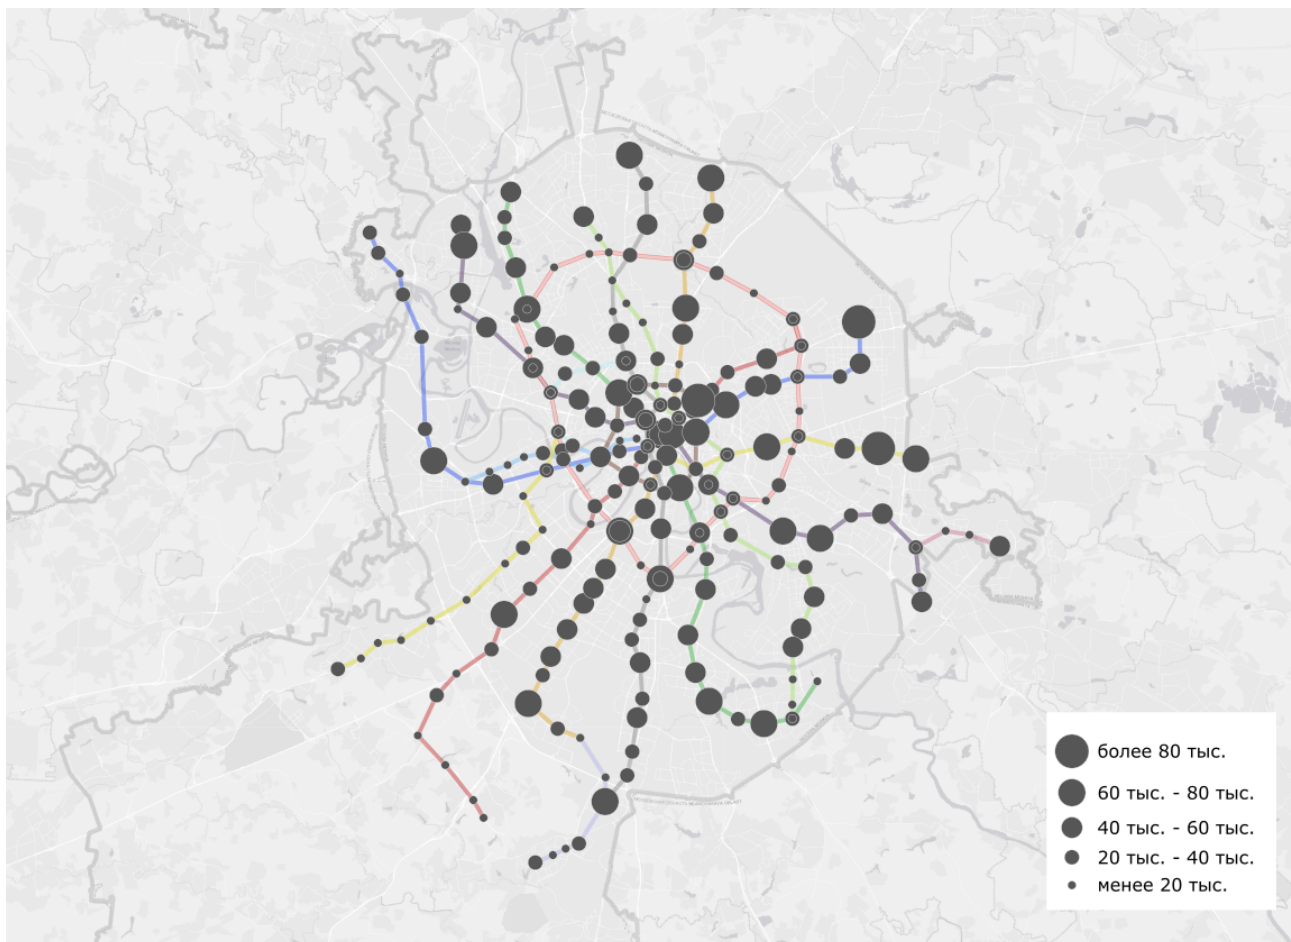 более 80 тыс.
60 тыс. - 80 тыс.
40 тыс. - 60 тыс.
20 тыс. - 40 тыс.
менее 20 тыс.